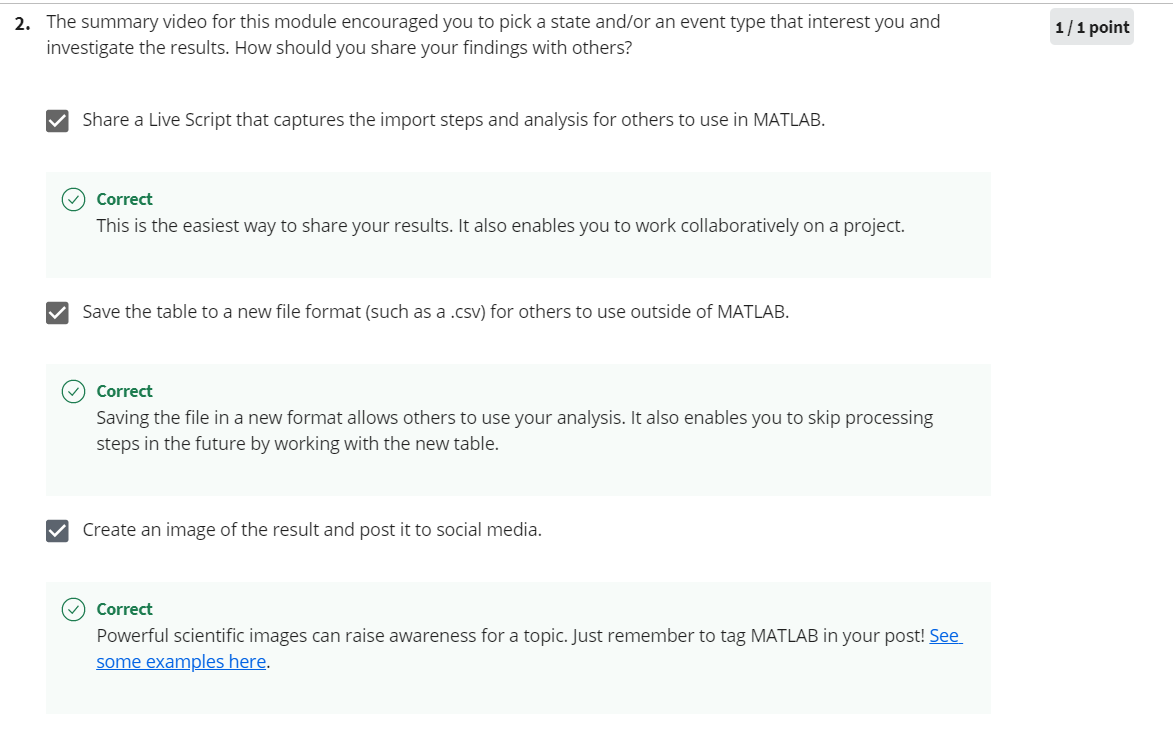 2. The summary video for this module encouraged you to pick a state and/or an event type that interest you and
investigate the results. How should you share your findings with others?
1 / 1 point
Share a Live Script that captures the import steps and analysis for others to use in MATLAB.
Correct
This is the easiest way to share your results. It also enables you to work collaboratively on a project.
Save the table to a new file format (such as a .csv) for others to use outside of MATLAB.
Correct
Saving the file in a new format allows others to use your analysis. It also enables you to skip processing
steps in the future by working with the new table.
Create an image of the result and post it to social media.
Correct
Powerful scientific images can raise awareness for a topic. Just remember to tag MATLAB in your post! See
some examples here.